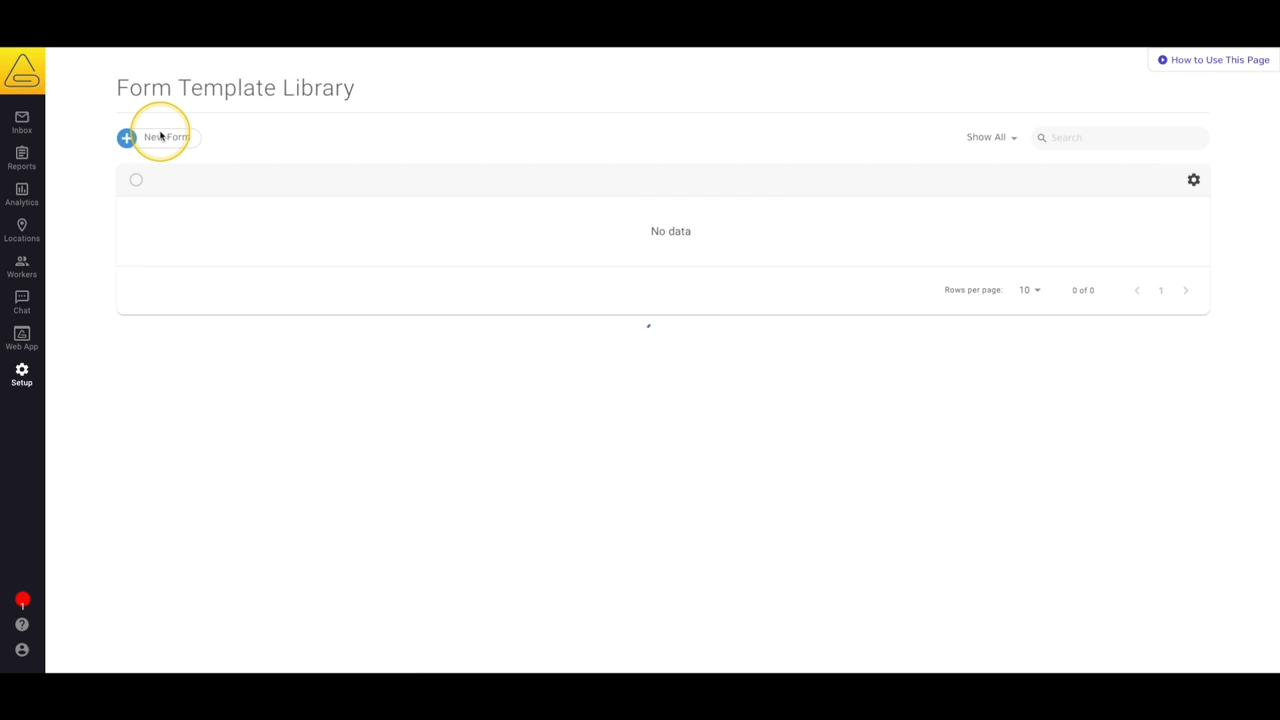 How to Use This Page
Form Template Library
New Form
Show All
Search
Inbox
Reports
Analytics
Locations
Workers
Chat
Web App
Setup
No data
Rows per page: 10 0 of 0 1
1
?